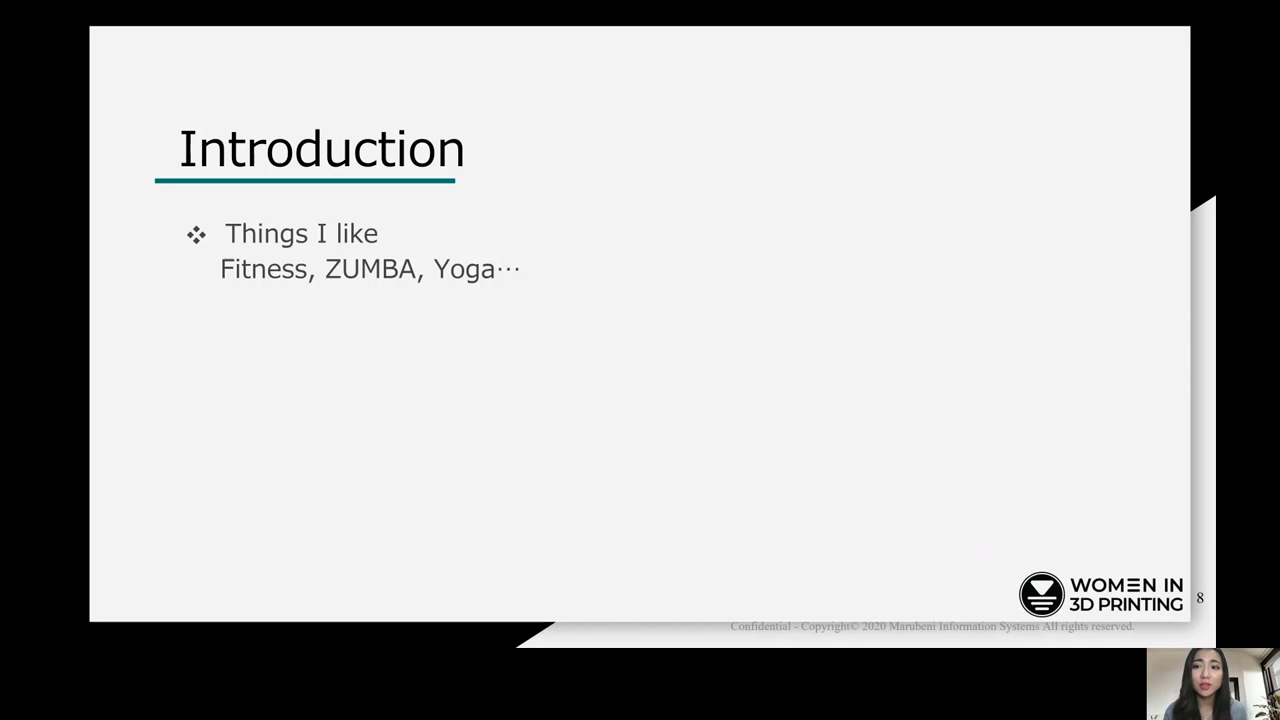 Introduction
❖ Things I like
Fitness, ZUMBA, Yoga…
WOMEN IN
3D PRINTING
8
Confidential - Copyright© 2020 Marubeni Information Systems All rights reserved.